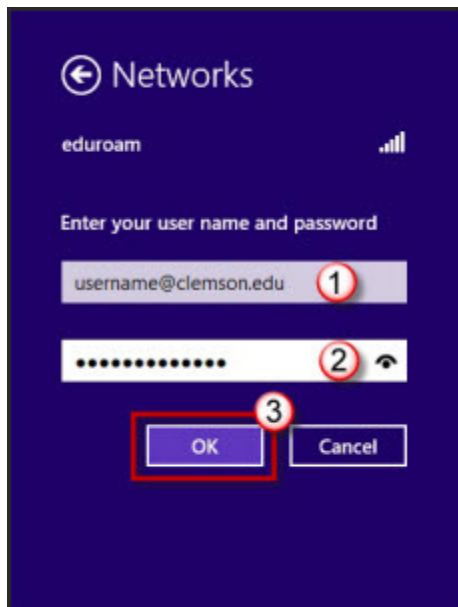 Networks
eduroam
Enter your user name and password
username@clemson.edu 1
••••••••••••• 2
3
OK Cancel